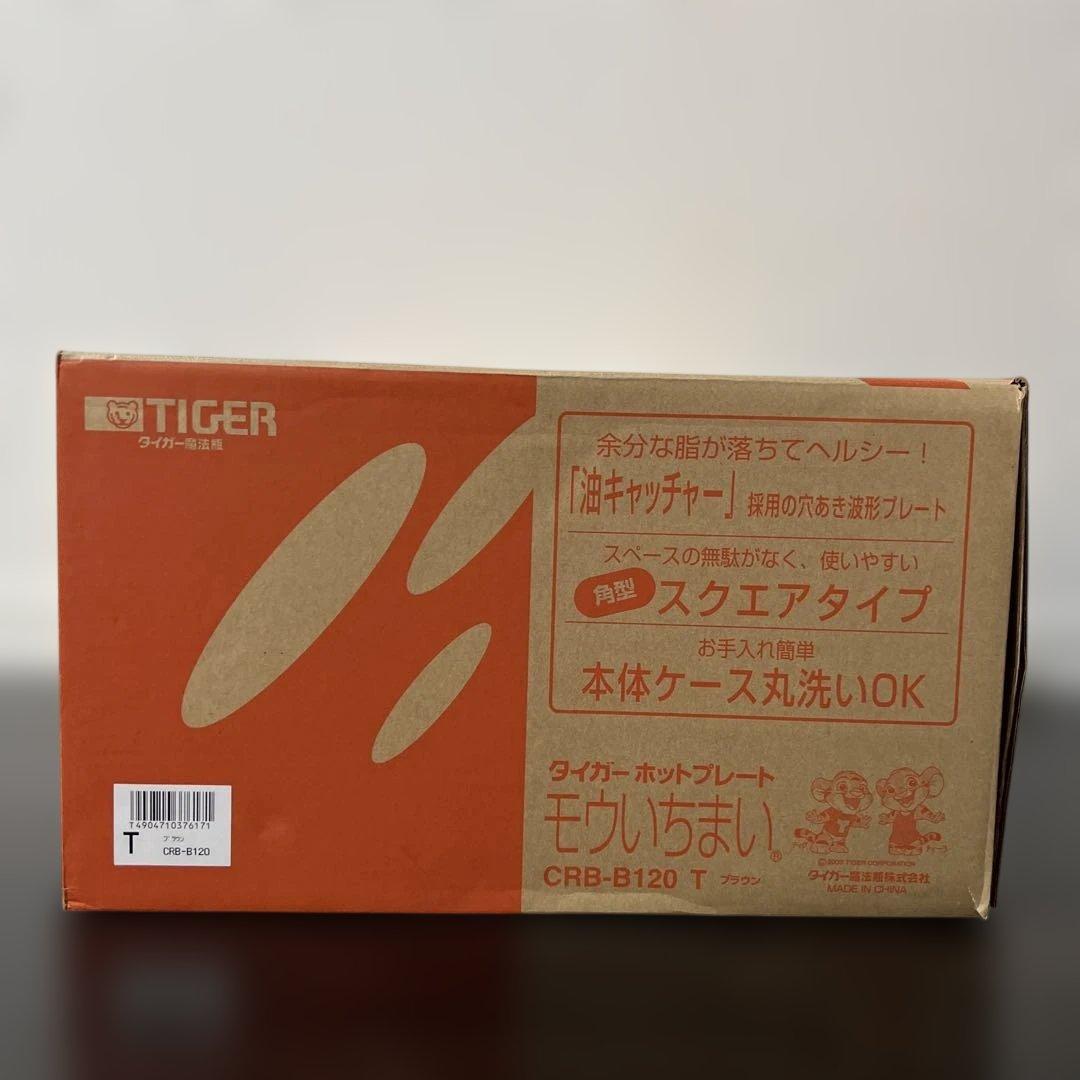 TIGER
タイガー魔法瓶
余分な脂が落ちてヘルシー！
「油キャッチャー」採用の穴あき波形プレート
スペースの無駄がなく、使いやすい
角型 スクエアタイプ
お手入れ簡単
本体ケース丸洗いOK
タイガー ホットプレート
モウいちまい®
CRB-B120 T ブラウン
タイガー魔法瓶株式会社
MADE IN CHINA
T4904710376171
T ブラウン
CRB-B120